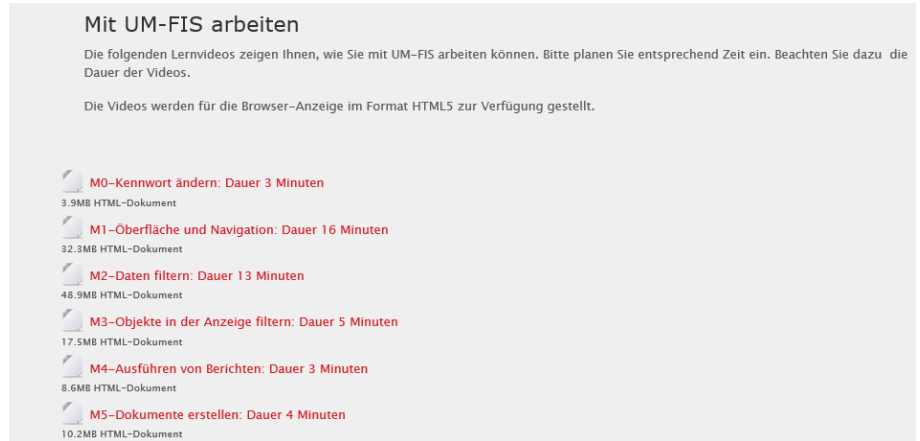 Mit UM-FIS arbeiten
Die folgenden Lernvideos zeigen Ihnen, wie Sie mit UM-FIS arbeiten können. Bitte planen Sie entsprechend Zeit ein. Beachten Sie dazu die
Dauer der Videos.
Die Videos werden für die Browser-Anzeige im Format HTML5 zur Verfügung gestellt.
M0-Kennwort ändern: Dauer 3 Minuten
3.9MB HTML-Dokument
M1-Öberfläche und Navigation: Dauer 16 Minuten
32.3MB HTML-Dokument
M2-Daten filtern: Dauer 13 Minuten
48.9MB HTML-Dokument
M3-Objekte in der Anzeige filtern: Dauer 5 Minuten
17.5MB HTML-Dokument
M4-Ausführen von Berichten: Dauer 3 Minuten
8.6MB HTML-Dokument
M5-Dokumente erstellen: Dauer 4 Minuten
10.2MB HTML-Dokument